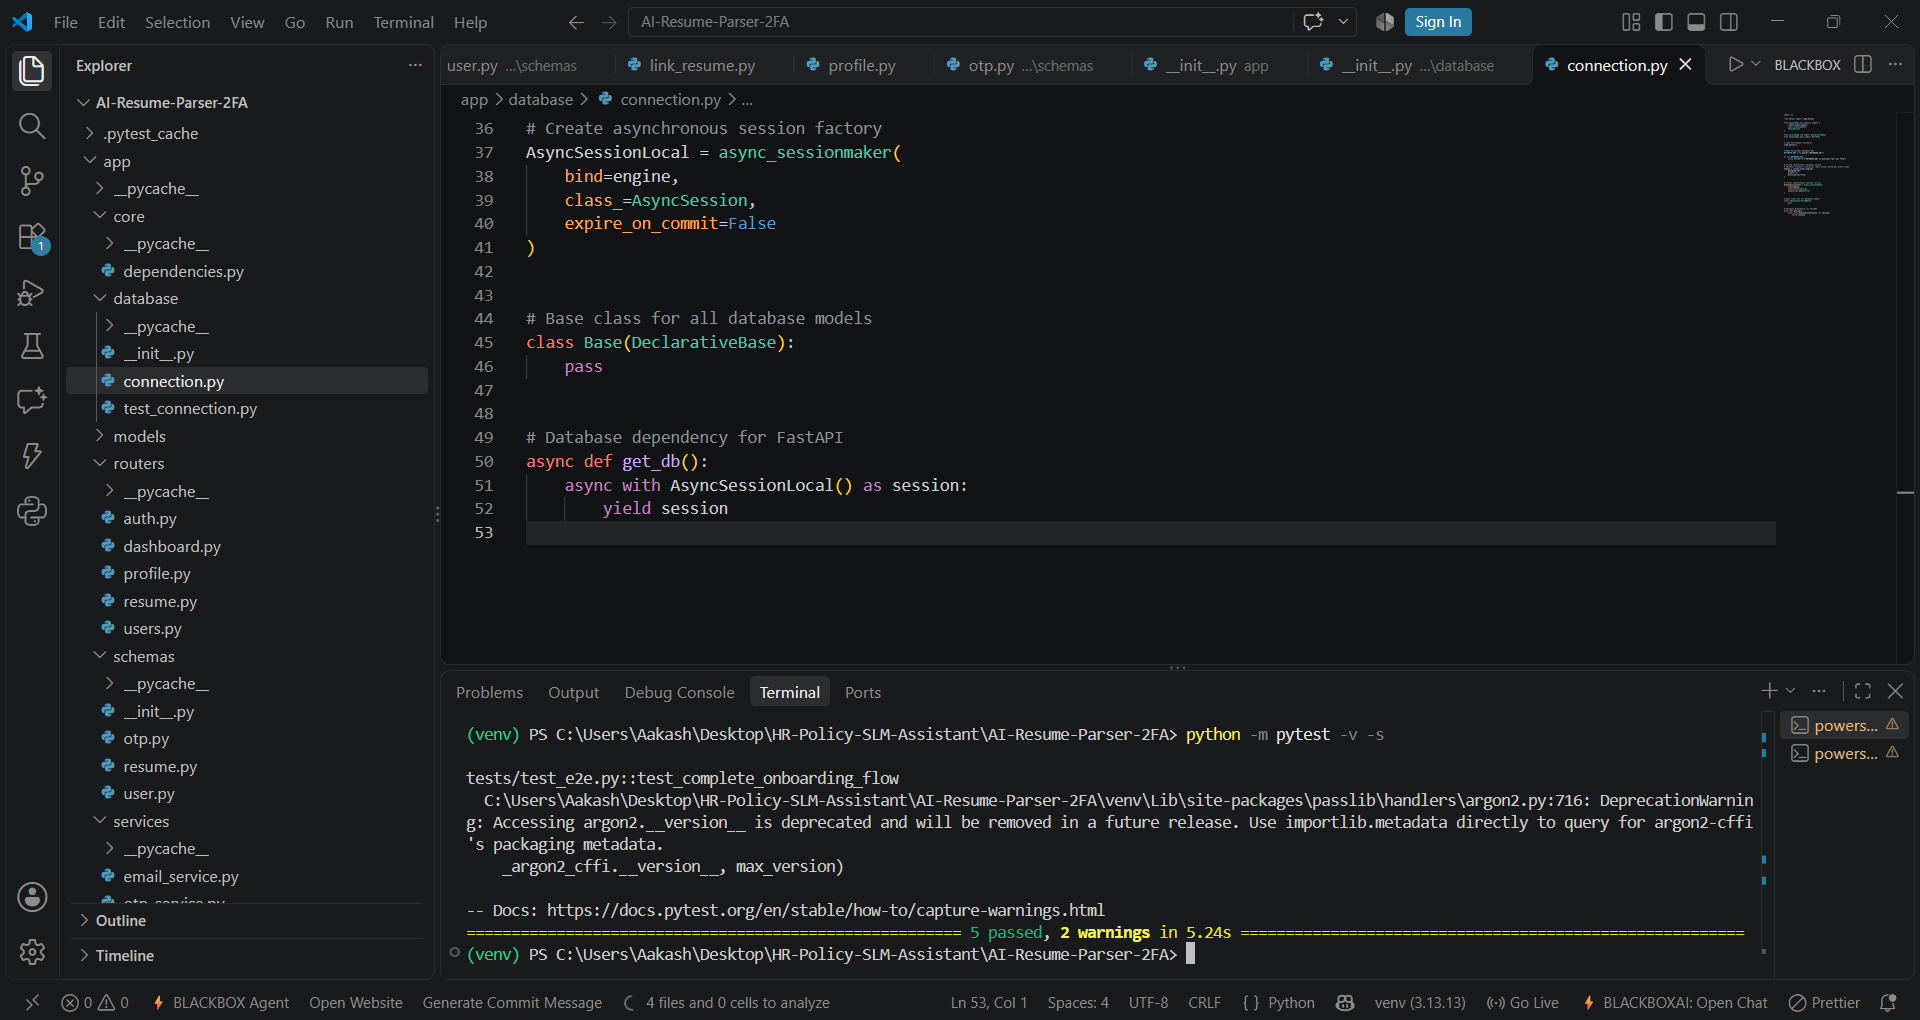 File Edit Selection View Go Run Terminal Help
AI-Resume-Parser-2FA
Sign In
Explorer
AI-Resume-Parser-2FA
.pytest_cache
app
__pycache__
core
__pycache__
dependencies.py
database
__pycache__
__init__.py
connection.py
test_connection.py
models
routers
__pycache__
auth.py
dashboard.py
profile.py
resume.py
users.py
schemas
__pycache__
__init__.py
otp.py
resume.py
user.py
services
__pycache__
email_service.py
otp_service.py
Outline
Timeline
1
user.py ...\schemas
link_resume.py
profile.py
otp.py ...\schemas
__init__.py app
__init__.py ...\database
connection.py
BLACKBOX
app > database > connection.py > ...
36 # Create asynchronous session factory
37 AsyncSessionLocal = async_sessionmaker(
38     bind=engine,
39     class_=AsyncSession,
40     expire_on_commit=False
41 )
42
43
44 # Base class for all database models
45 class Base(DeclarativeBase):
46     pass
47
48
49 # Database dependency for FastAPI
50 async def get_db():
51     async with AsyncSessionLocal() as session:
52         yield session
53
Problems Output Debug Console Terminal Ports
(venv) PS C:\Users\Aakash\Desktop\HR-Policy-SLM-Assistant\AI-Resume-Parser-2FA> python -m pytest -v -s
tests/test_e2e.py::test_complete_onboarding_flow
  C:\Users\Aakash\Desktop\HR-Policy-SLM-Assistant\AI-Resume-Parser-2FA\venv\Lib\site-packages\passlib\handlers\argon2.py:716: DeprecationWarnin
g: Accessing argon2.__version__ is deprecated and will be removed in a future release. Use importlib.metadata directly to query for argon2-cffi
's packaging metadata.
    _argon2_cffi.__version__, max_version)
-- Docs: https://docs.pytest.org/en/stable/how-to/capture-warnings.html
==================================================== 5 passed, 2 warnings in 5.24s =====================================================
(venv) PS C:\Users\Aakash\Desktop\HR-Policy-SLM-Assistant\AI-Resume-Parser-2FA>
powers...
powers...
0 0 BLACKBOX Agent Open Website Generate Commit Message 4 files and 0 cells to analyze Ln 53, Col 1 Spaces: 4 UTF-8 CRLF { } Python venv (3.13.13) Go Live BLACKBOXAI: Open Chat Prettier